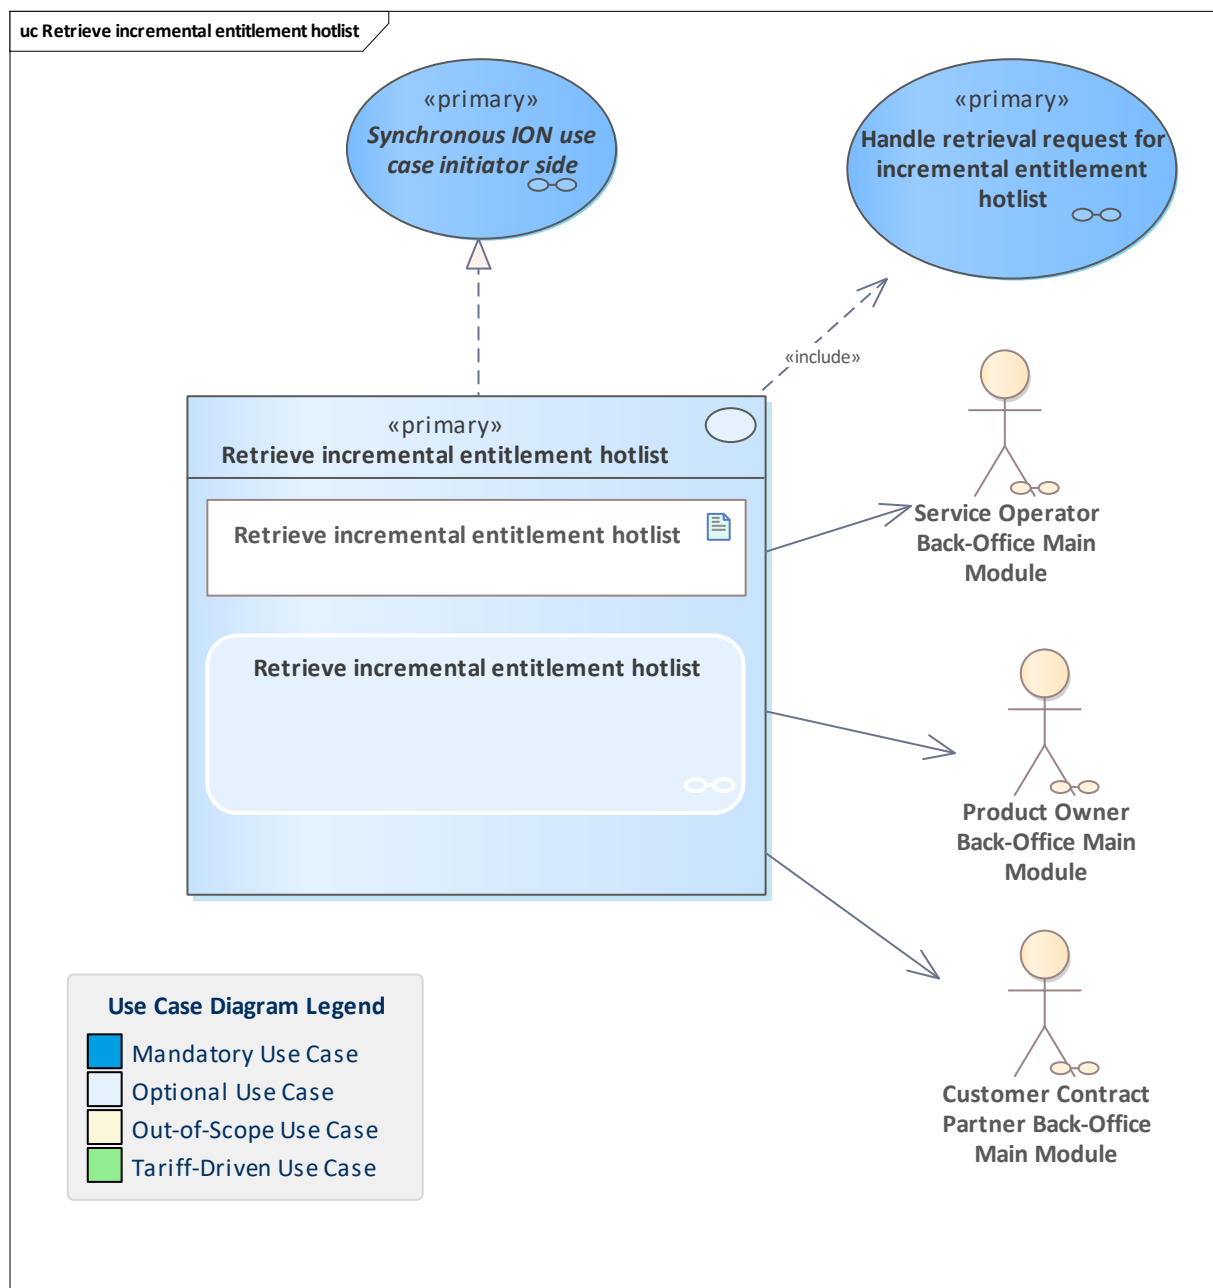 uc Retrieve incremental entitlement hotlist
«primary»
Synchronous ION use
case initiator side
«primary»
Handle retrieval request for
incremental entitlement
hotlist
«include»
«primary»
Retrieve incremental entitlement hotlist
Retrieve incremental entitlement hotlist
Retrieve incremental entitlement hotlist
Service Operator
Back-Office Main
Module
Product Owner
Back-Office Main
Module
Customer Contract
Partner Back-Office
Main Module
Use Case Diagram Legend
Mandatory Use Case
Optional Use Case
Out-of-Scope Use Case
Tariff-Driven Use Case